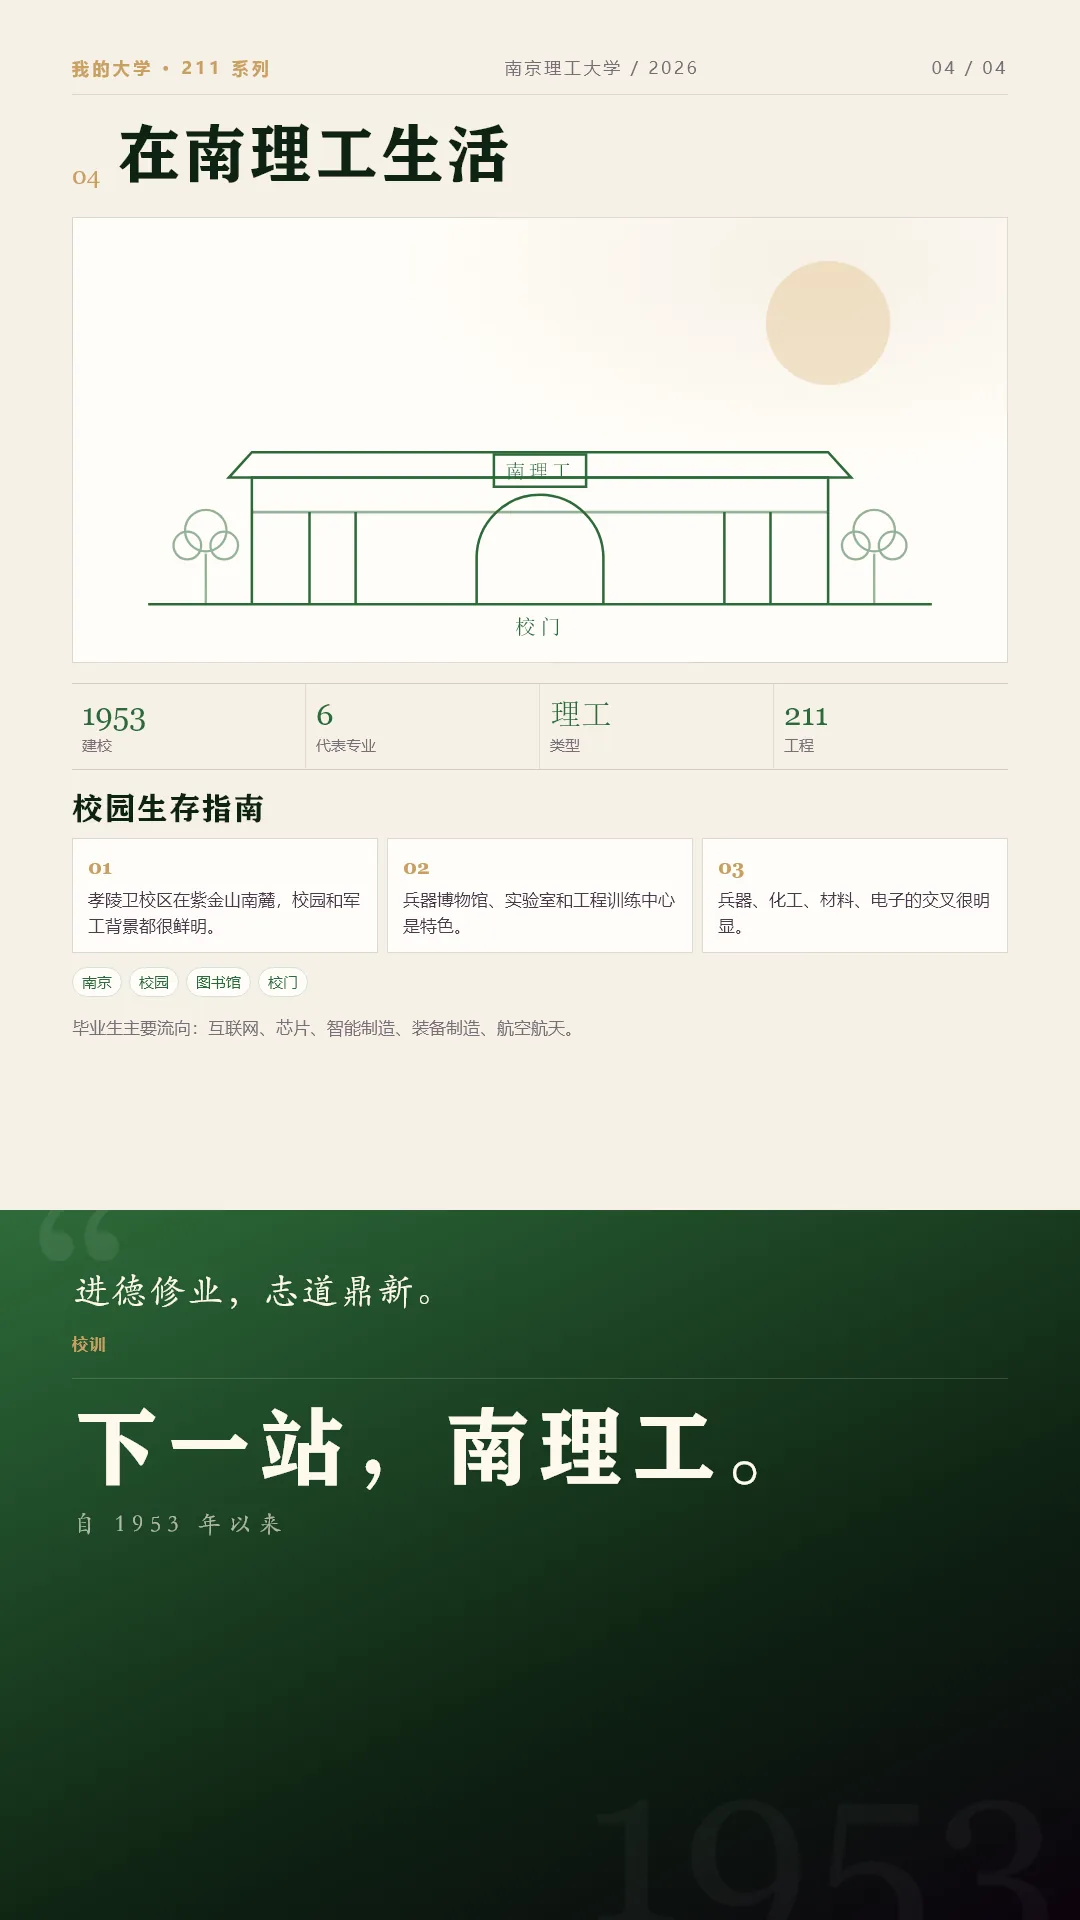 我的大学 · 211 系列
南京理工大学 / 2026
04 / 04
04 在南理工生活
南理工
校门
1953
建校
6
代表专业
理工
类型
211
工程
校园生存指南
01
孝陵卫校区在紫金山南麓，校园和军
工背景都很鲜明。
02
兵器博物馆、实验室和工程训练中心
是特色。
03
兵器、化工、材料、电子的交叉很明
显。
南京 校园 图书馆 校门
毕业生主要流向：互联网、芯片、智能制造、装备制造、航空航天。
“
进德修业，志道鼎新。
校训
下一站，南理工。
自 1953 年以来
1953